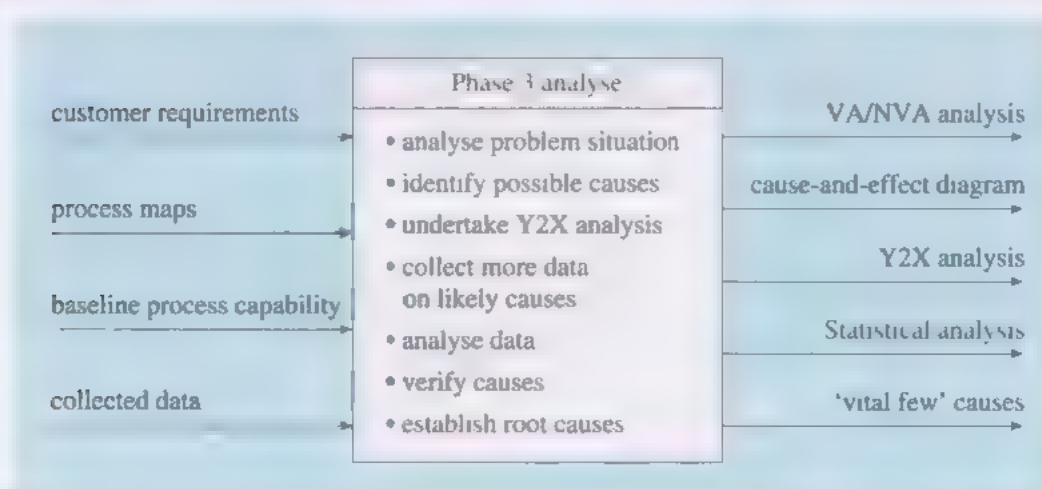 customer requirements
process maps
baseline process capability
collected data
Phase 3 analyse
• analyse problem situation
• identify possible causes
• undertake Y2X analysis
• collect more data
on likely causes
• analyse data
• verify causes
• establish root causes
VA/NVA analysis
cause-and-effect diagram
Y2X analysis
Statistical analysis
‘vital few’ causes